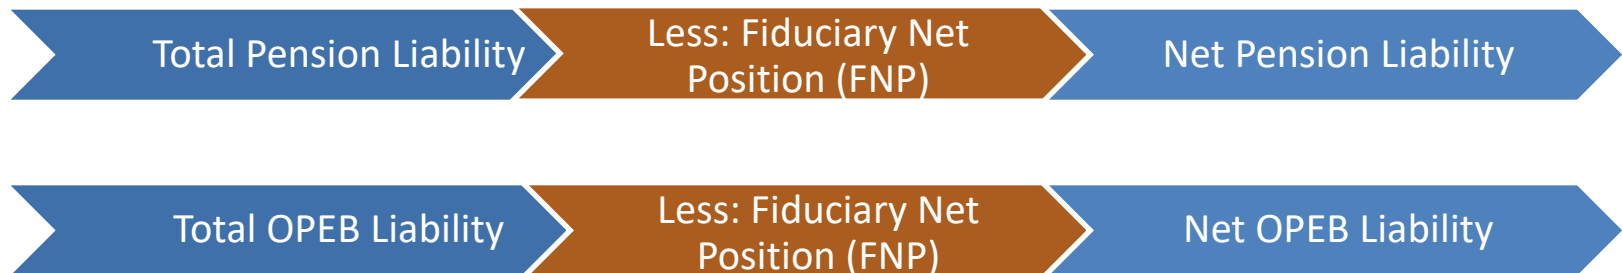 Total Pension Liability
Less: Fiduciary Net
Position (FNP)
Net Pension Liability
Total OPEB Liability
Less: Fiduciary Net
Position (FNP)
Net OPEB Liability